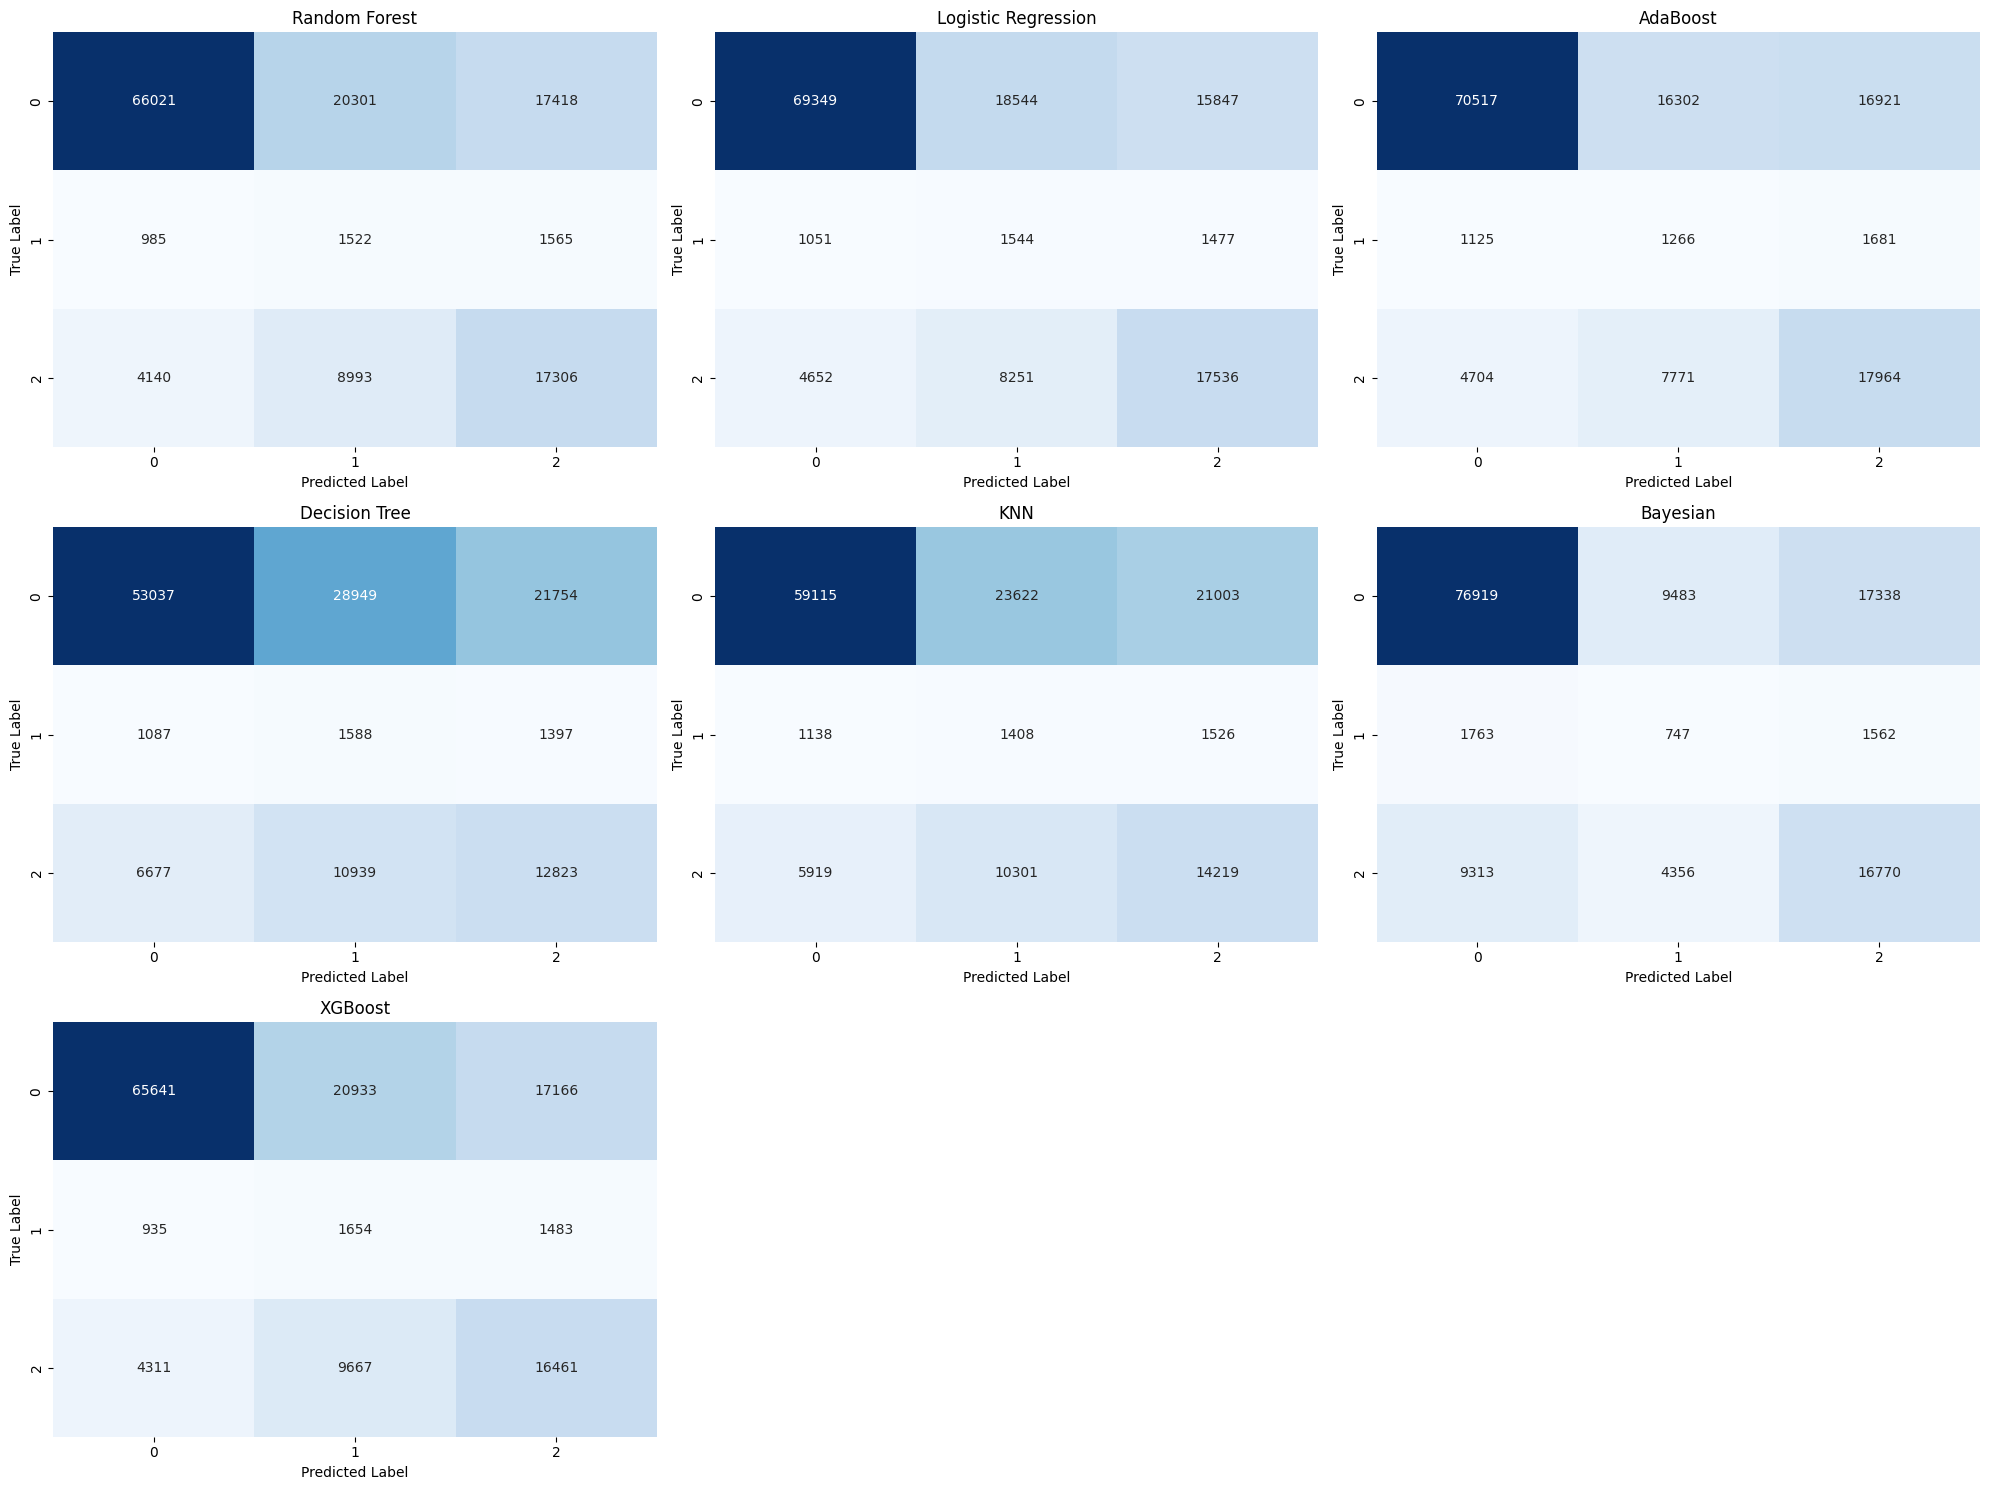 Random Forest
0 66021 20301 17418
1 985 1522 1565
2 4140 8993 17306
0 1 2
True Label
Predicted Label
Logistic Regression
0 69349 18544 15847
1 1051 1544 1477
2 4652 8251 17536
0 1 2
True Label
Predicted Label
AdaBoost
0 70517 16302 16921
1 1125 1266 1681
2 4704 7771 17964
0 1 2
True Label
Predicted Label
Decision Tree
0 53037 28949 21754
1 1087 1588 1397
2 6677 10939 12823
0 1 2
True Label
Predicted Label
KNN
0 59115 23622 21003
1 1138 1408 1526
2 5919 10301 14219
0 1 2
True Label
Predicted Label
Bayesian
0 76919 9483 17338
1 1763 747 1562
2 9313 4356 16770
0 1 2
True Label
Predicted Label
XGBoost
0 65641 20933 17166
1 935 1654 1483
2 4311 9667 16461
0 1 2
True Label
Predicted Label